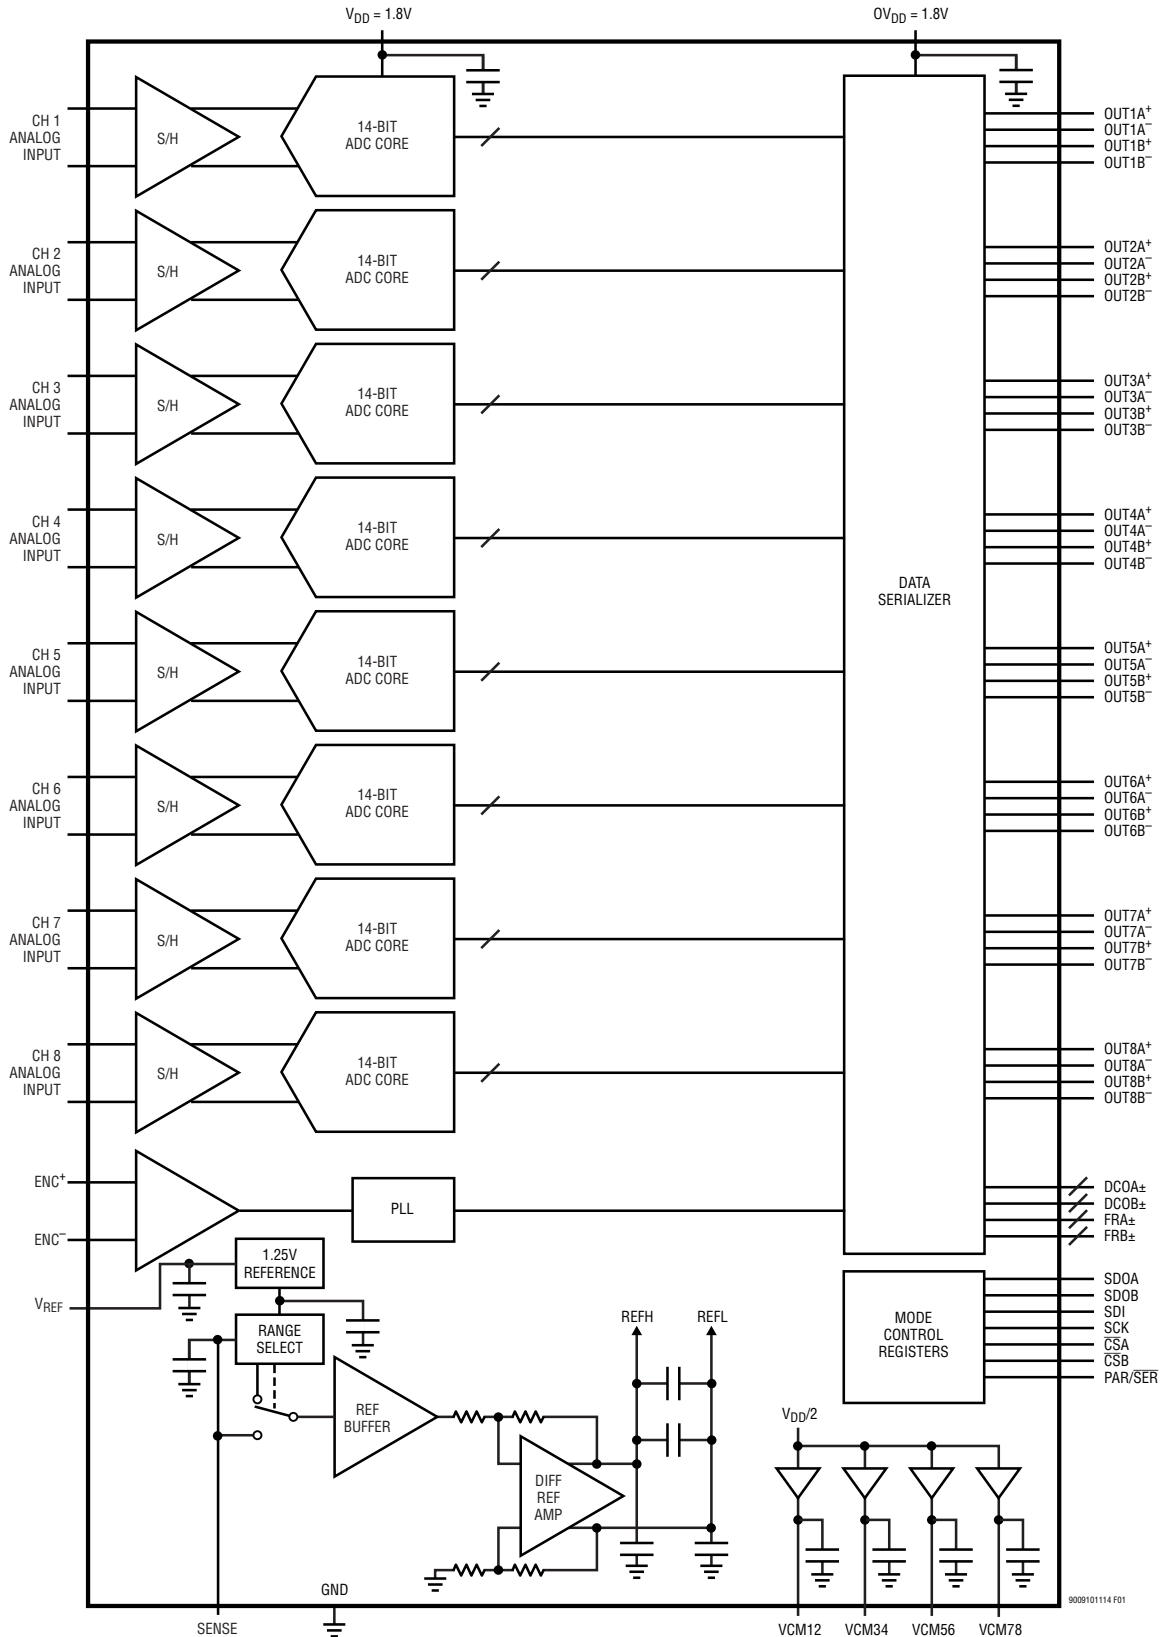 VDD = 1.8V
OVDD = 1.8V
CH 1
ANALOG
INPUT
S/H
14-BIT
ADC CORE
OUT1A+
OUT1A−
OUT1B+
OUT1B−
CH 2
ANALOG
INPUT
S/H
14-BIT
ADC CORE
OUT2A+
OUT2A−
OUT2B+
OUT2B−
CH 3
ANALOG
INPUT
S/H
14-BIT
ADC CORE
OUT3A+
OUT3A−
OUT3B+
OUT3B−
CH 4
ANALOG
INPUT
S/H
14-BIT
ADC CORE
OUT4A+
OUT4A−
OUT4B+
OUT4B−
DATA
SERIALIZER
CH 5
ANALOG
INPUT
S/H
14-BIT
ADC CORE
OUT5A+
OUT5A−
OUT5B+
OUT5B−
CH 6
ANALOG
INPUT
S/H
14-BIT
ADC CORE
OUT6A+
OUT6A−
OUT6B+
OUT6B−
CH 7
ANALOG
INPUT
S/H
14-BIT
ADC CORE
OUT7A+
OUT7A−
OUT7B+
OUT7B−
CH 8
ANALOG
INPUT
S/H
14-BIT
ADC CORE
OUT8A+
OUT8A−
OUT8B+
OUT8B−
ENC+
ENC−
PLL
DCOA±
DCOB±
FRA±
FRB±
1.25V
REFERENCE
VREF
RANGE
SELECT
REFH
REFL
MODE
CONTROL
REGISTERS
SDOA
SDOB
SDI
SCK
C̅S̅A
C̅S̅B
PAR/S̅E̅R̅
REF
BUFFER
DIFF
REF
AMP
VDD/2
GND
SENSE
VCM12
VCM34
VCM56
VCM78
9009101114 F01